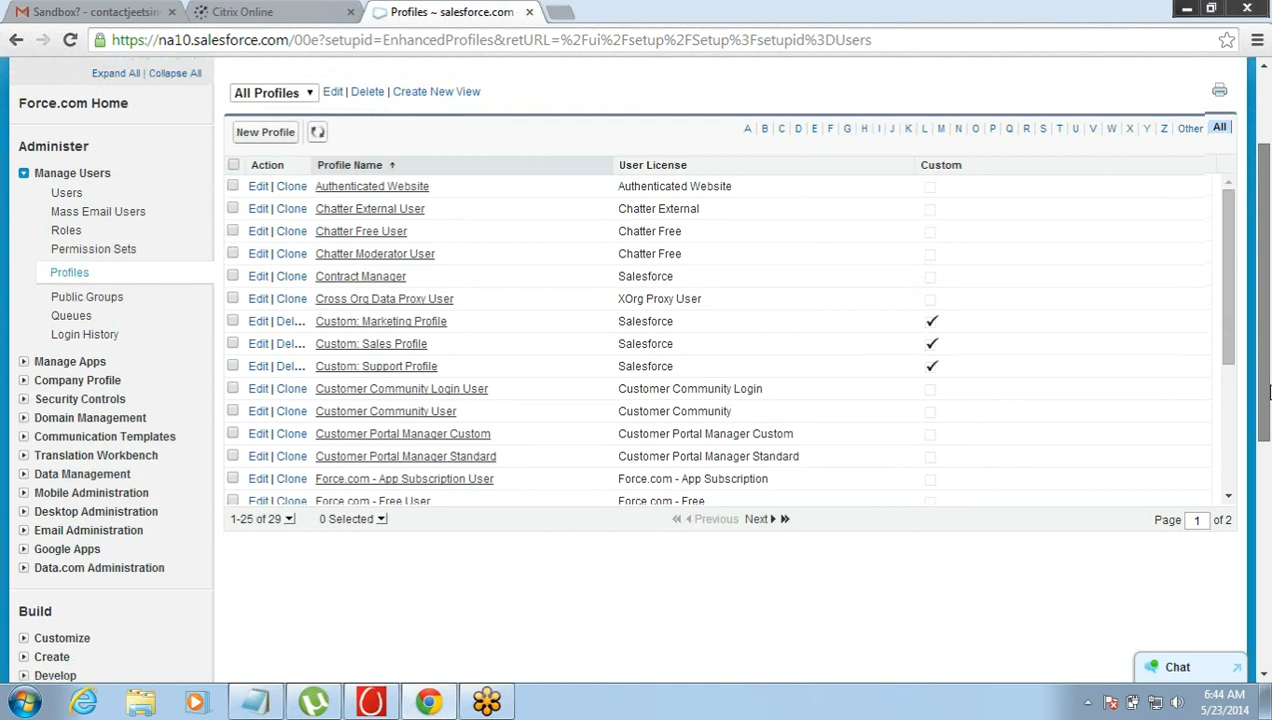 Sandbox? - contactjeetsin
Citrix Online
Profiles ~ salesforce.com
https://na10.salesforce.com/00e?setupid=EnhancedProfiles&retURL=%2Fui%2Fsetup%2FSetup%3Fsetupid%3DUsers
Expand All | Collapse All
Force.com Home
Administer
Manage Users
Users
Mass Email Users
Roles
Permission Sets
Profiles
Public Groups
Queues
Login History
Manage Apps
Company Profile
Security Controls
Domain Management
Communication Templates
Translation Workbench
Data Management
Mobile Administration
Desktop Administration
Email Administration
Google Apps
Data.com Administration
Build
Customize
Create
Develop
All Profiles Edit | Delete | Create New View
New Profile A B C D E F G H I J K L M N O P Q R S T U V W X Y Z Other All
Action Profile Name User License Custom
Edit | Clone Authenticated Website Authenticated Website
Edit | Clone Chatter External User Chatter External
Edit | Clone Chatter Free User Chatter Free
Edit | Clone Chatter Moderator User Chatter Free
Edit | Clone Contract Manager Salesforce
Edit | Clone Cross Org Data Proxy User XOrg Proxy User
Edit | Del... Custom: Marketing Profile Salesforce
Edit | Del... Custom: Sales Profile Salesforce
Edit | Del... Custom: Support Profile Salesforce
Edit | Clone Customer Community Login User Customer Community Login
Edit | Clone Customer Community User Customer Community
Edit | Clone Customer Portal Manager Custom Customer Portal Manager Custom
Edit | Clone Customer Portal Manager Standard Customer Portal Manager Standard
Edit | Clone Force.com - App Subscription User Force.com - App Subscription
Edit | Clone Force.com - Free User Force.com - Free
1-25 of 29 0 Selected Previous Next Page 1 of 2
Chat
6:44 AM
5/23/2014